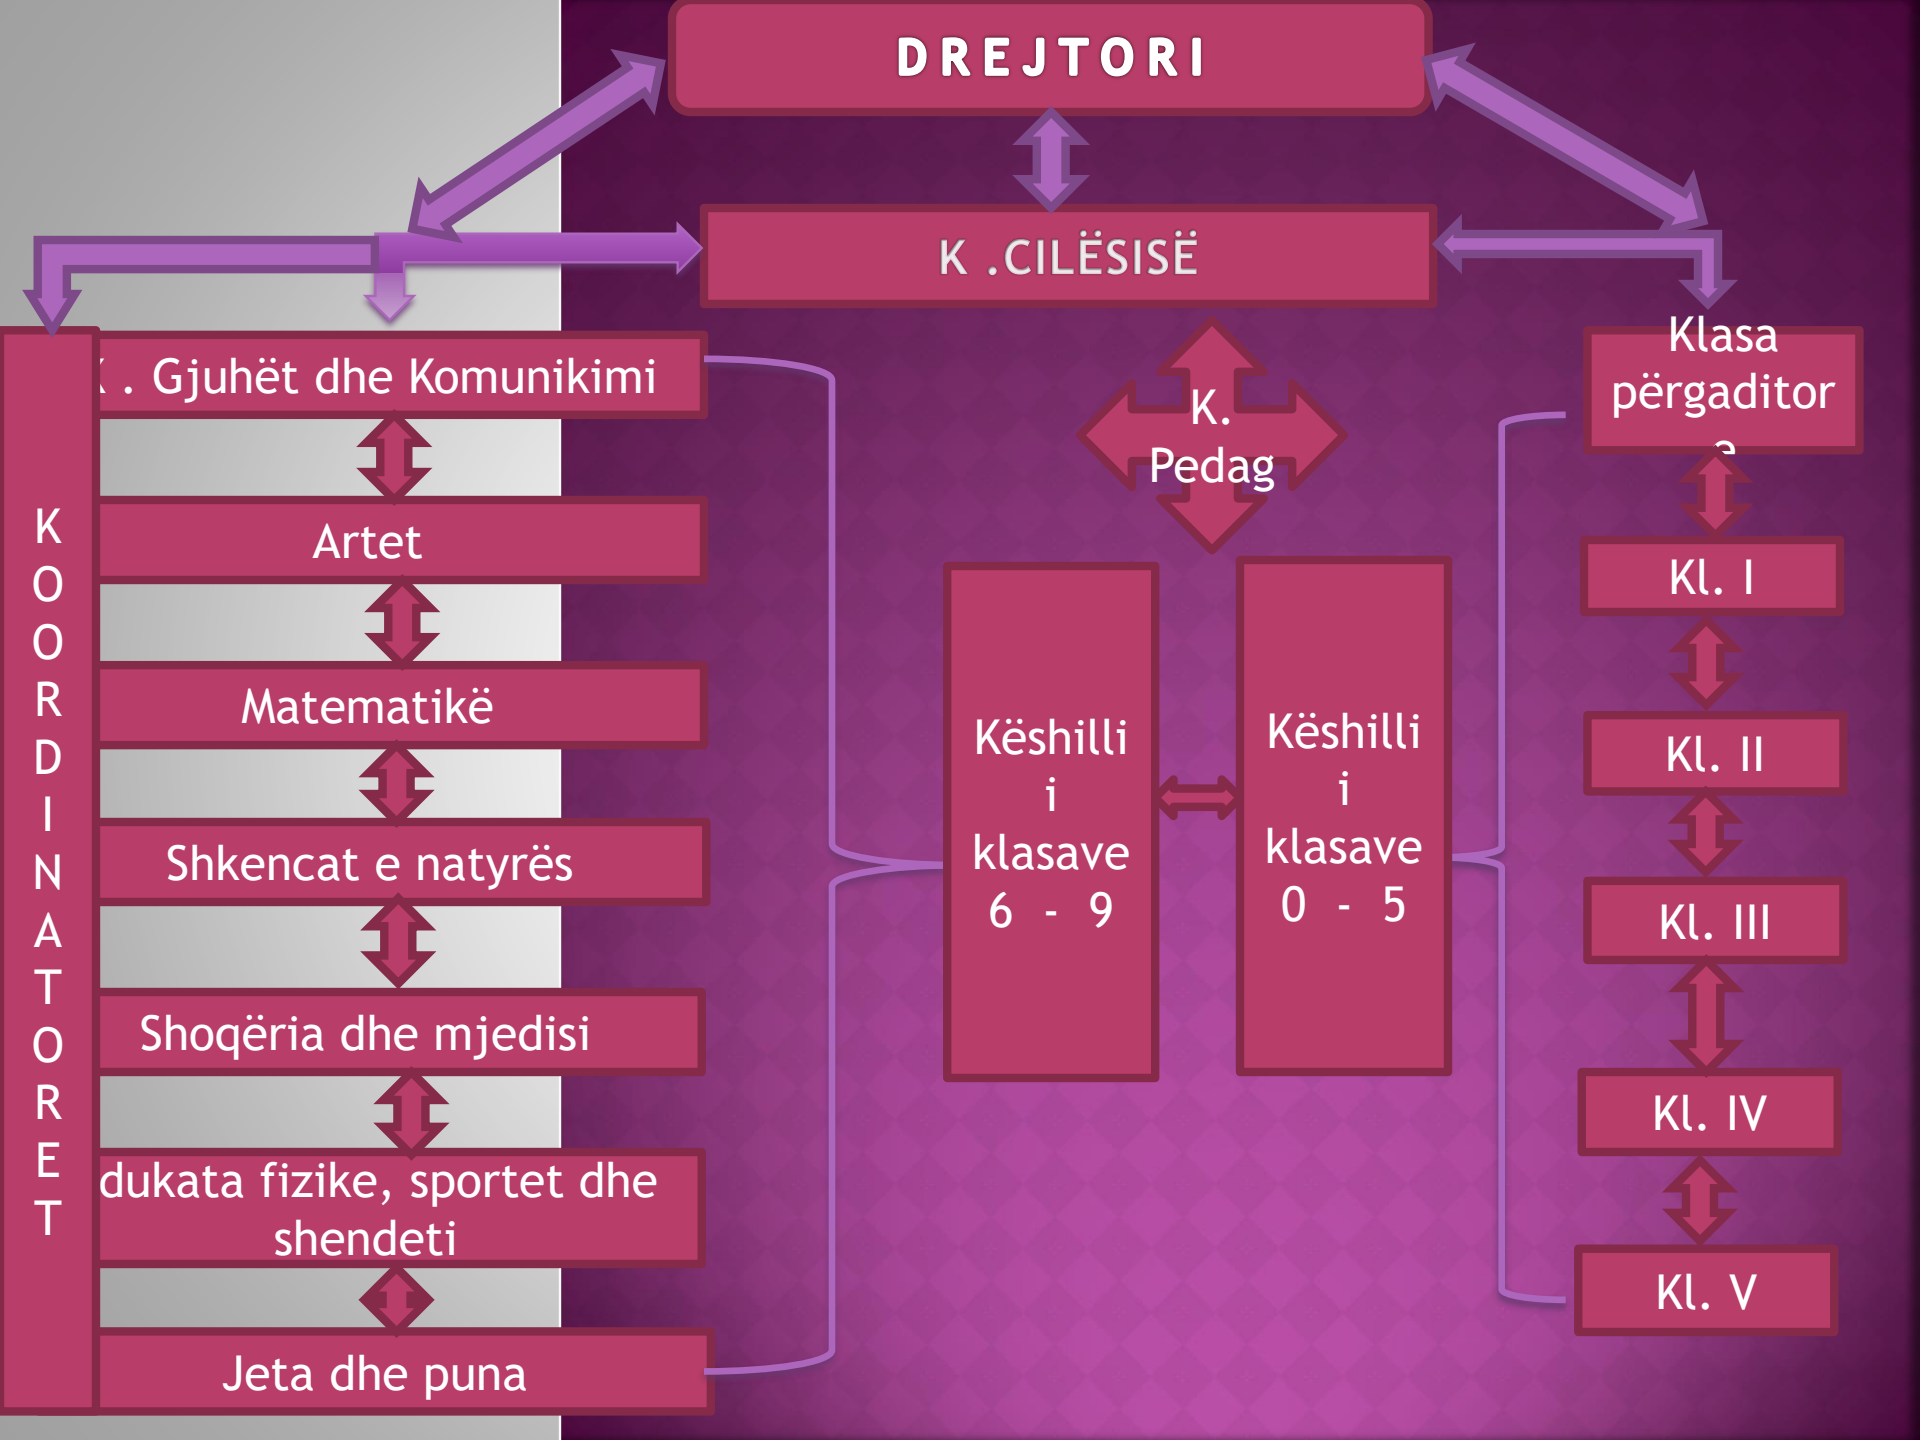 DREJTORI
K .CILËSISË
K
O
O
R
D
I
N
A
T
O
R
E
T
. Gjuhët dhe Komunikimi
Artet
Matematikë
Shkencat e natyrës
Shoqëria dhe mjedisi
dukata fizike, sportet dhe
shendeti
Jeta dhe puna
K.
Pedag
Këshilli
i
klasave
6 - 9
Këshilli
i
klasave
0 - 5
Klasa
përgaditor
e
Kl. I
Kl. II
Kl. III
Kl. IV
Kl. V